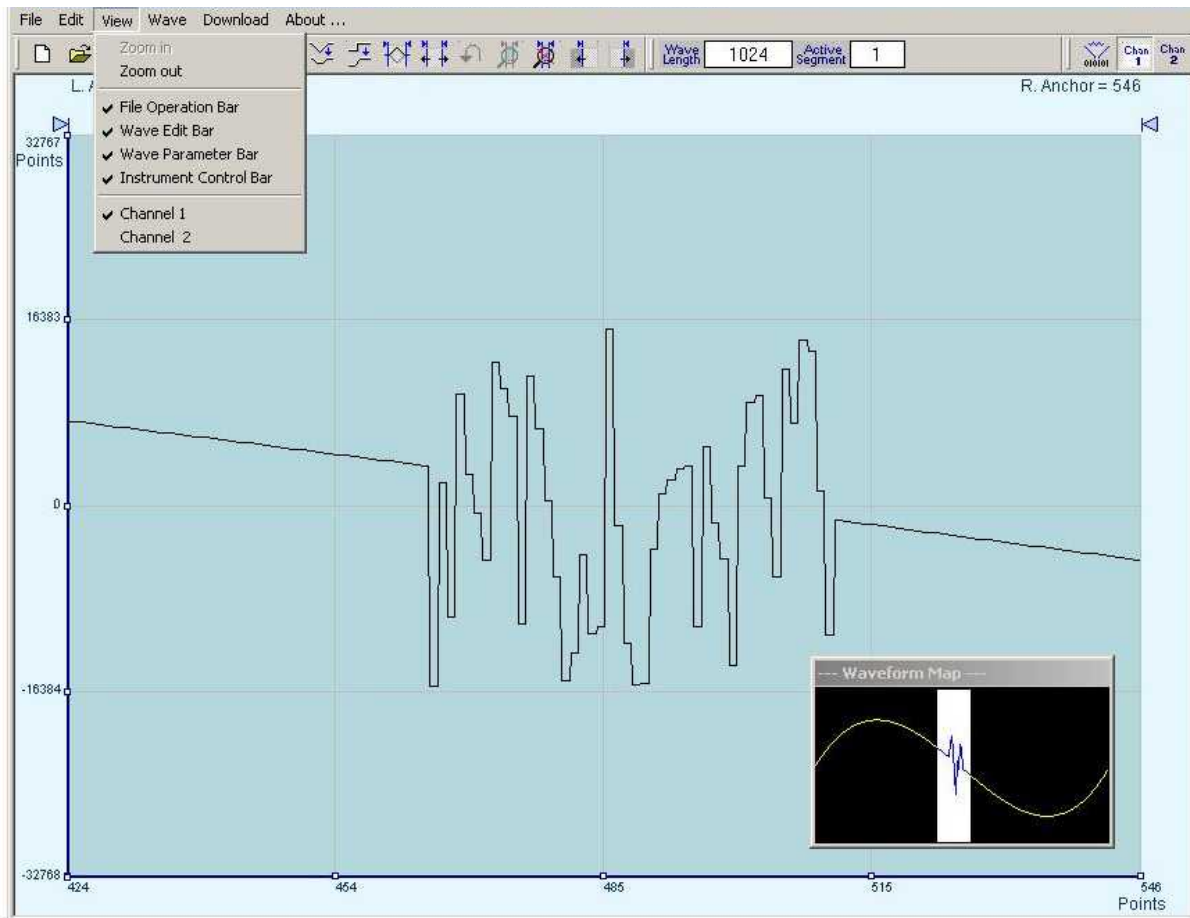 File Edit View Wave Download About ...
Wave Length 1024 Active Segment 1 Chan 1 Chan 2
010101
Zoom in
Zoom out
File Operation Bar
Wave Edit Bar
Wave Parameter Bar
Instrument Control Bar
Channel 1
Channel 2
L. R. Anchor = 546
32767
Points
16383
0
-16384
-32768
--- Waveform Map ---
424 454 485 515 546
Points